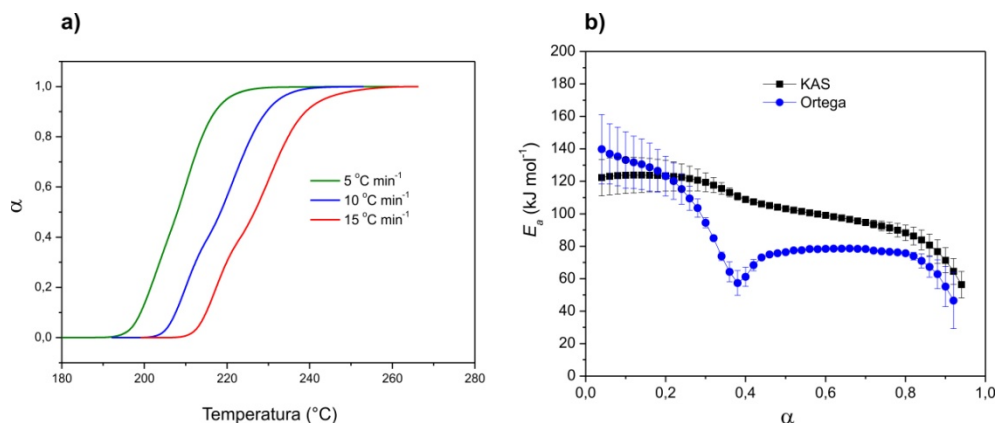 a)
1,0
0,8
0,6
0,4
0,2
0,0
α
5 °C min⁻¹
10 °C min⁻¹
15 °C min⁻¹
180 200 220 240 260 280
Temperatura (°C)
b)
200
180
160
140
120
100
80
60
40
20
0
Eₐ (kJ mol⁻¹)
KAS
Ortega
0,0 0,2 0,4 0,6 0,8 1,0
α